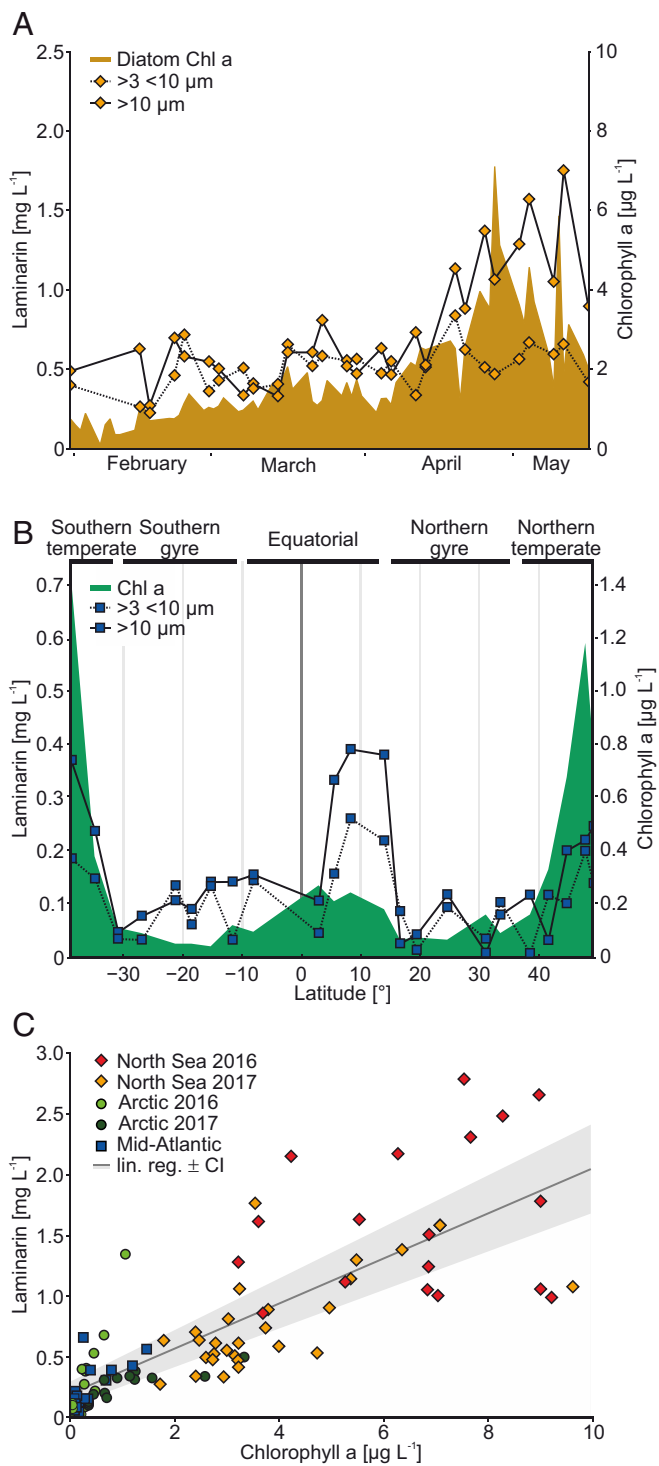 A
2.5
2.0
1.5
1.0
0.5
0
Laminarin [mg L-1]
Diatom Chl a
>3 <10 µm
>10 µm
10
8
6
4
2
0
Chlorophyll a [µg L-1]
February March April May
B
Southern temperate
Southern gyre
Equatorial
Northern gyre
Northern temperate
0.7
0.6
0.5
0.4
0.3
0.2
0.1
0
Laminarin [mg L-1]
Chl a
>3 <10 µm
>10 µm
1.4
1.2
1.0
0.8
0.6
0.4
0.2
0
Chlorophyll a [µg L-1]
−30 −20 −10 0 10 20 30 40
Latitude [°]
C
3.0
2.5
2.0
1.5
1.0
0.5
0
Laminarin [mg L-1]
North Sea 2016
North Sea 2017
Arctic 2016
Arctic 2017
Mid-Atlantic
lin. reg. ± CI
0 2 4 6 8 10
Chlorophyll a [µg L-1]